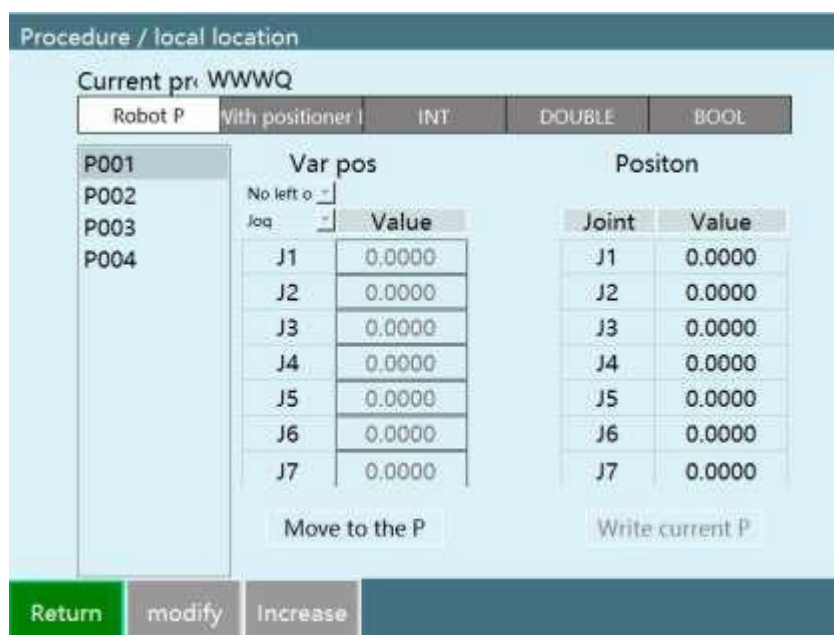 Procedure / local location
Current pr WWWQ
Robot P With positioner INT DOUBLE BOOL
P001
P002
P003
P004
Var pos
No left o
Joq Value
J1 0.0000
J2 0.0000
J3 0.0000
J4 0.0000
J5 0.0000
J6 0.0000
J7 0.0000
Move to the P
Positon
Joint Value
J1 0.0000
J2 0.0000
J3 0.0000
J4 0.0000
J5 0.0000
J6 0.0000
J7 0.0000
Write current P
Return modify Increase